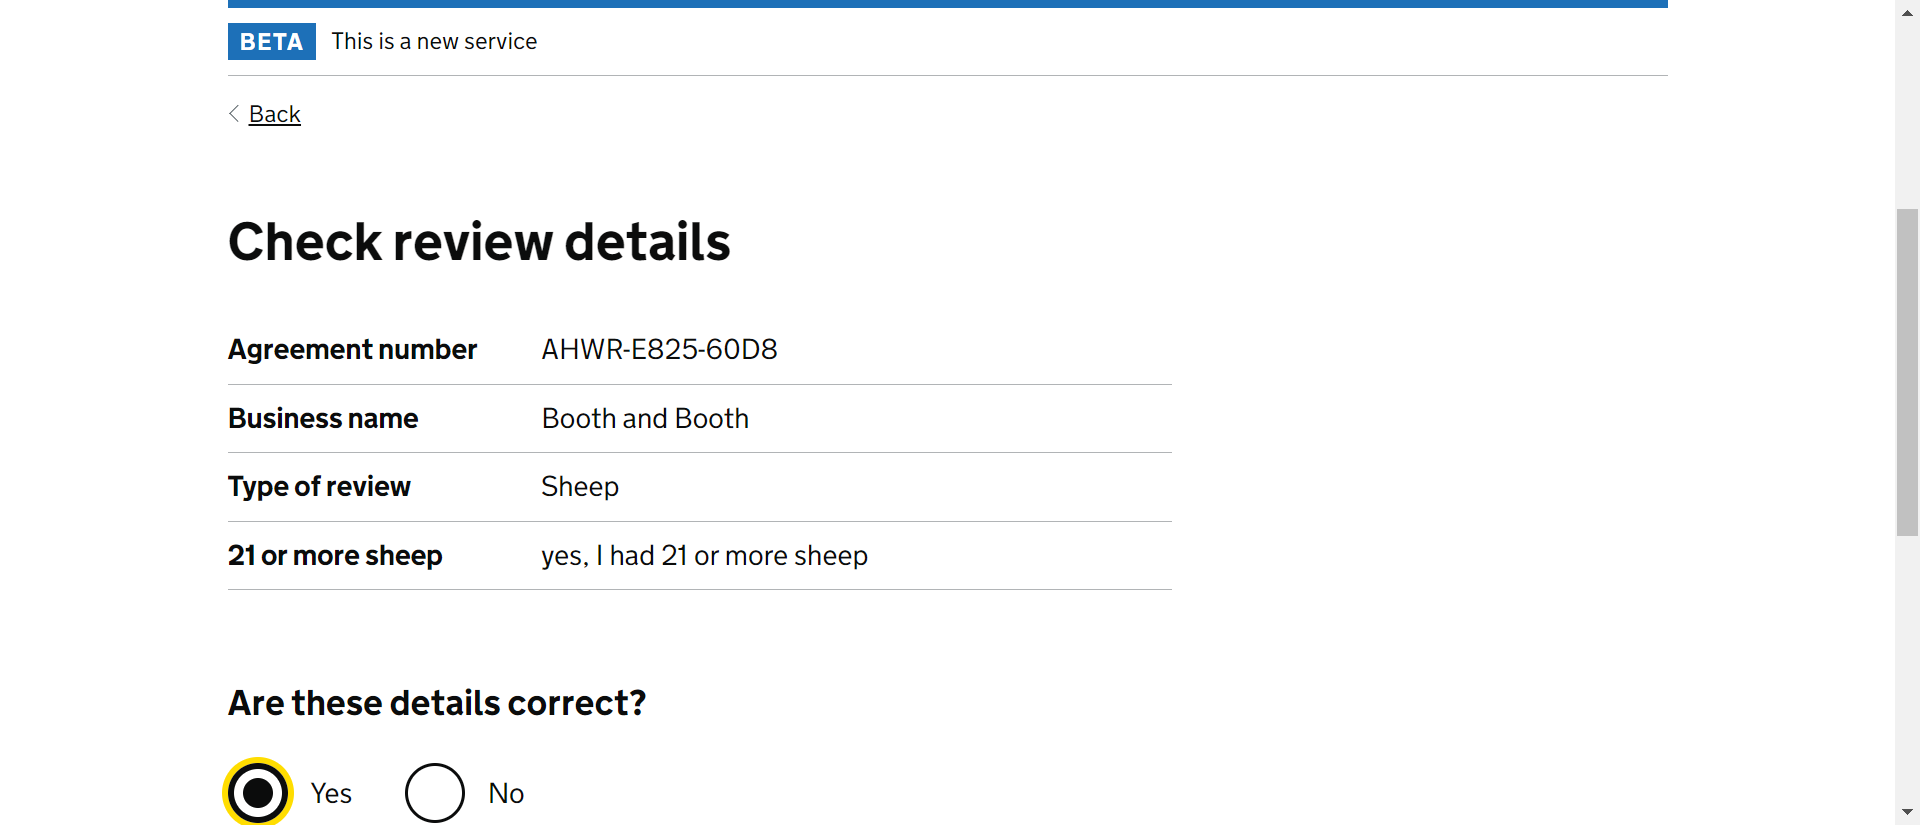 BETA This is a new service
Back
Check review details
Agreement number AHWR-E825-60D8
Business name Booth and Booth
Type of review Sheep
21 or more sheep yes, I had 21 or more sheep
Are these details correct?
Yes No